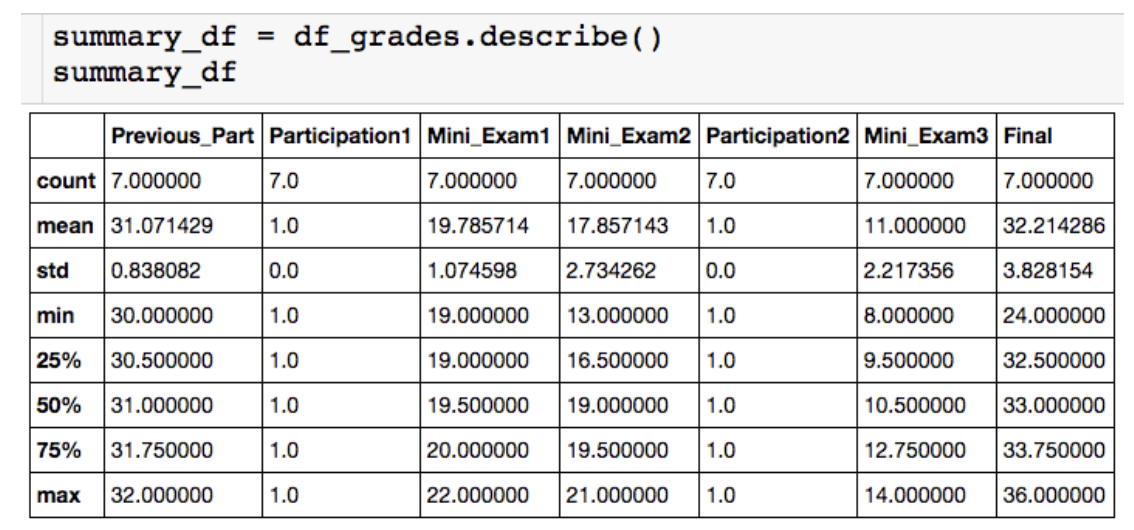 summary_df = df_grades.describe()
summary_df
Previous_Part Participation1 Mini_Exam1 Mini_Exam2 Participation2 Mini_Exam3 Final
count 7.000000 7.0 7.000000 7.000000 7.0 7.000000 7.000000
mean 31.071429 1.0 19.785714 17.857143 1.0 11.000000 32.214286
std 0.838082 0.0 1.074598 2.734262 0.0 2.217356 3.828154
min 30.000000 1.0 19.000000 13.000000 1.0 8.000000 24.000000
25% 30.500000 1.0 19.000000 16.500000 1.0 9.500000 32.500000
50% 31.000000 1.0 19.500000 19.000000 1.0 10.500000 33.000000
75% 31.750000 1.0 20.000000 19.500000 1.0 12.750000 33.750000
max 32.000000 1.0 22.000000 21.000000 1.0 14.000000 36.000000